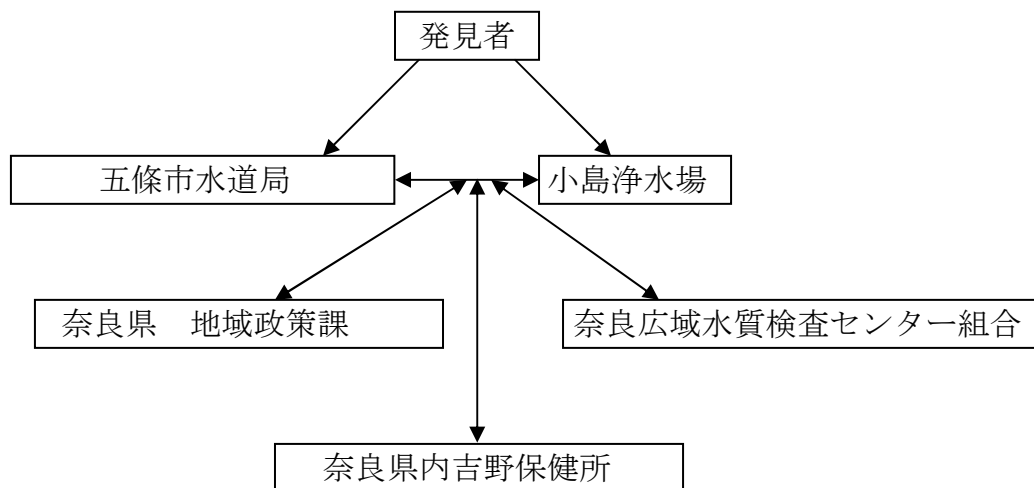 発見者
五條市水道局
小島浄水場
奈良県　地域政策課
奈良広域水質検査センター組合
奈良県内吉野保健所